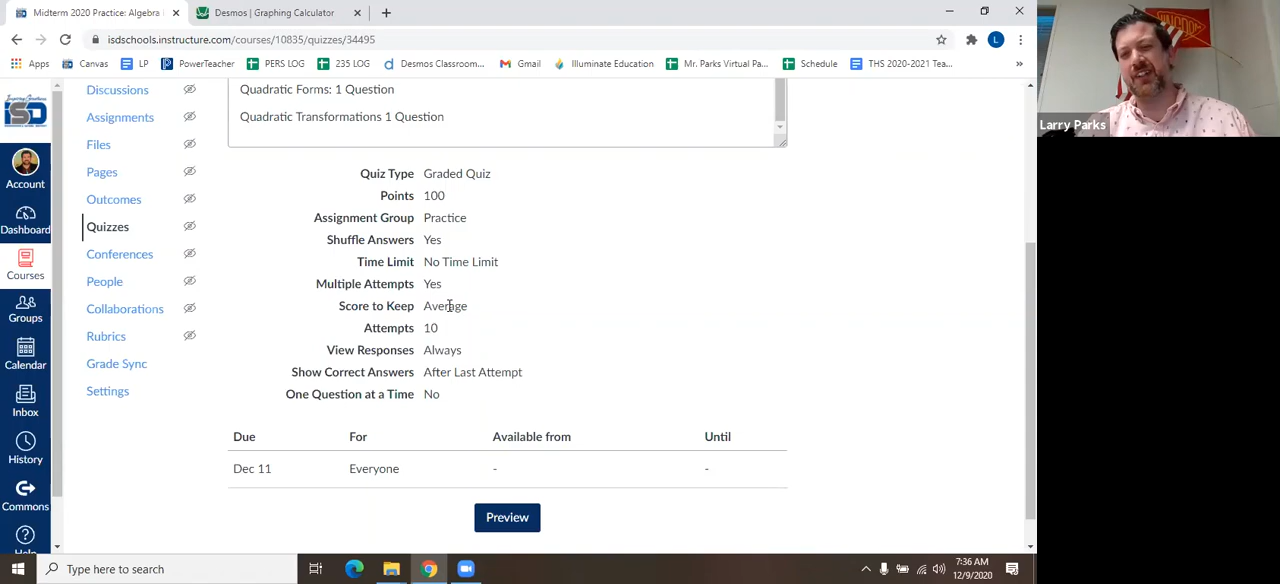 Midterm 2020 Practice: Algebra
Desmos | Graphing Calculator
isdschools.instructure.com/courses/10835/quizzes/34495
L
Apps
Canvas
LP
PowerTeacher
PERS LOG
235 LOG
Desmos Classroom...
Gmail
Illuminate Education
Mr. Parks Virtual Pa...
Schedule
THS 2020-2021 Tea...
»
ISD
Account
Dashboard
Courses
Groups
Calendar
Inbox
History
Commons
Help
Discussions
Assignments
Files
Pages
Outcomes
Quizzes
Conferences
People
Collaborations
Rubrics
Grade Sync
Settings
Quadratic Forms: 1 Question
Quadratic Transformations 1 Question
Quiz Type Graded Quiz
Points 100
Assignment Group Practice
Shuffle Answers Yes
Time Limit No Time Limit
Multiple Attempts Yes
Score to Keep Average
Attempts 10
View Responses Always
Show Correct Answers After Last Attempt
One Question at a Time No
Due For Available from Until
Dec 11 Everyone - -
Preview
Larry Parks
Type here to search
7:36 AM
12/9/2020